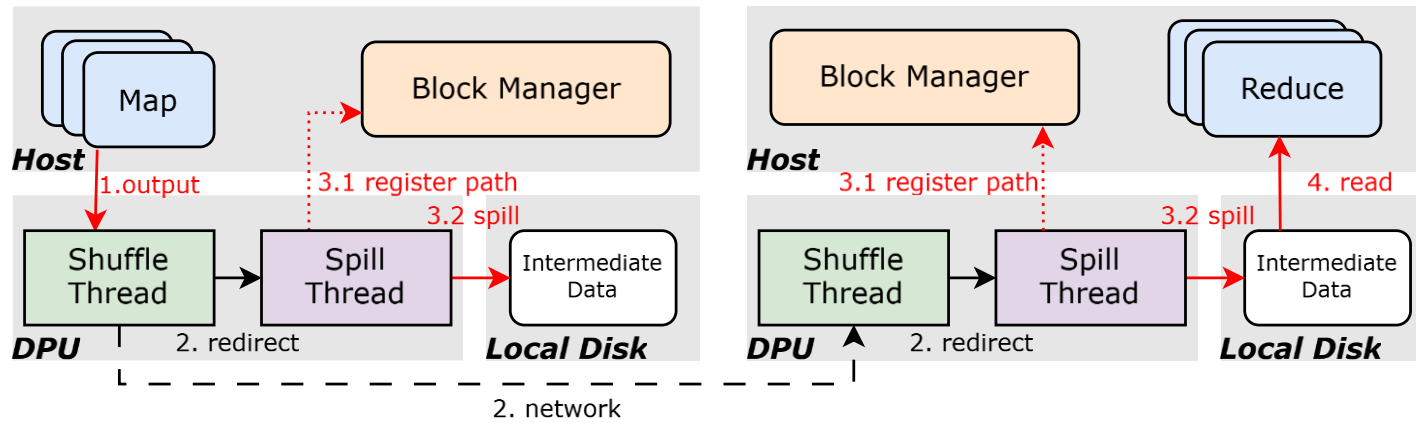 Map
Block Manager
Host
1.output
3.1 register path
3.2 spill
Shuffle
Thread
Spill
Thread
Intermediate
Data
2. redirect
DPU
Local Disk
Block Manager
Reduce
Host
3.1 register path
4. read
3.2 spill
Shuffle
Thread
Spill
Thread
Intermediate
Data
2. redirect
DPU
Local Disk
2. network